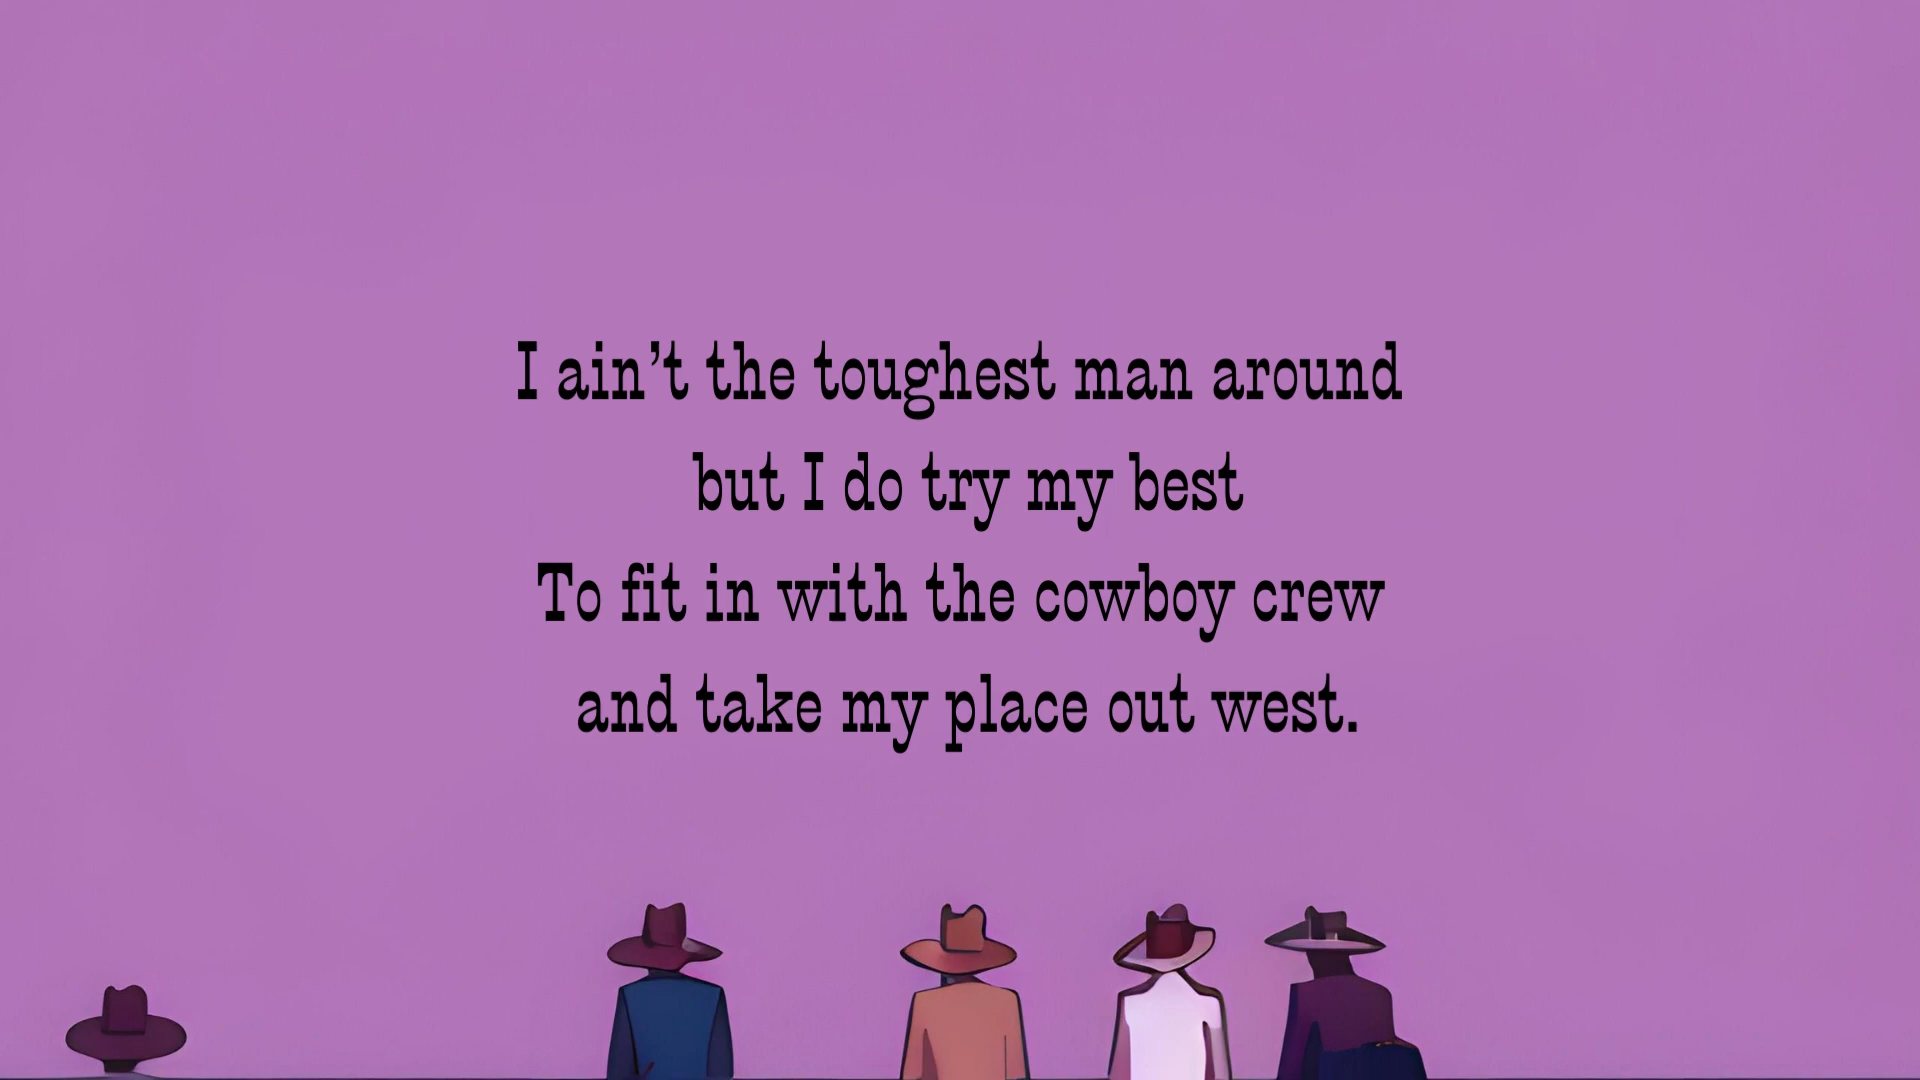 I ain’t the toughest man around
but I do try my best
To fit in with the cowboy crew
and take my place out west.